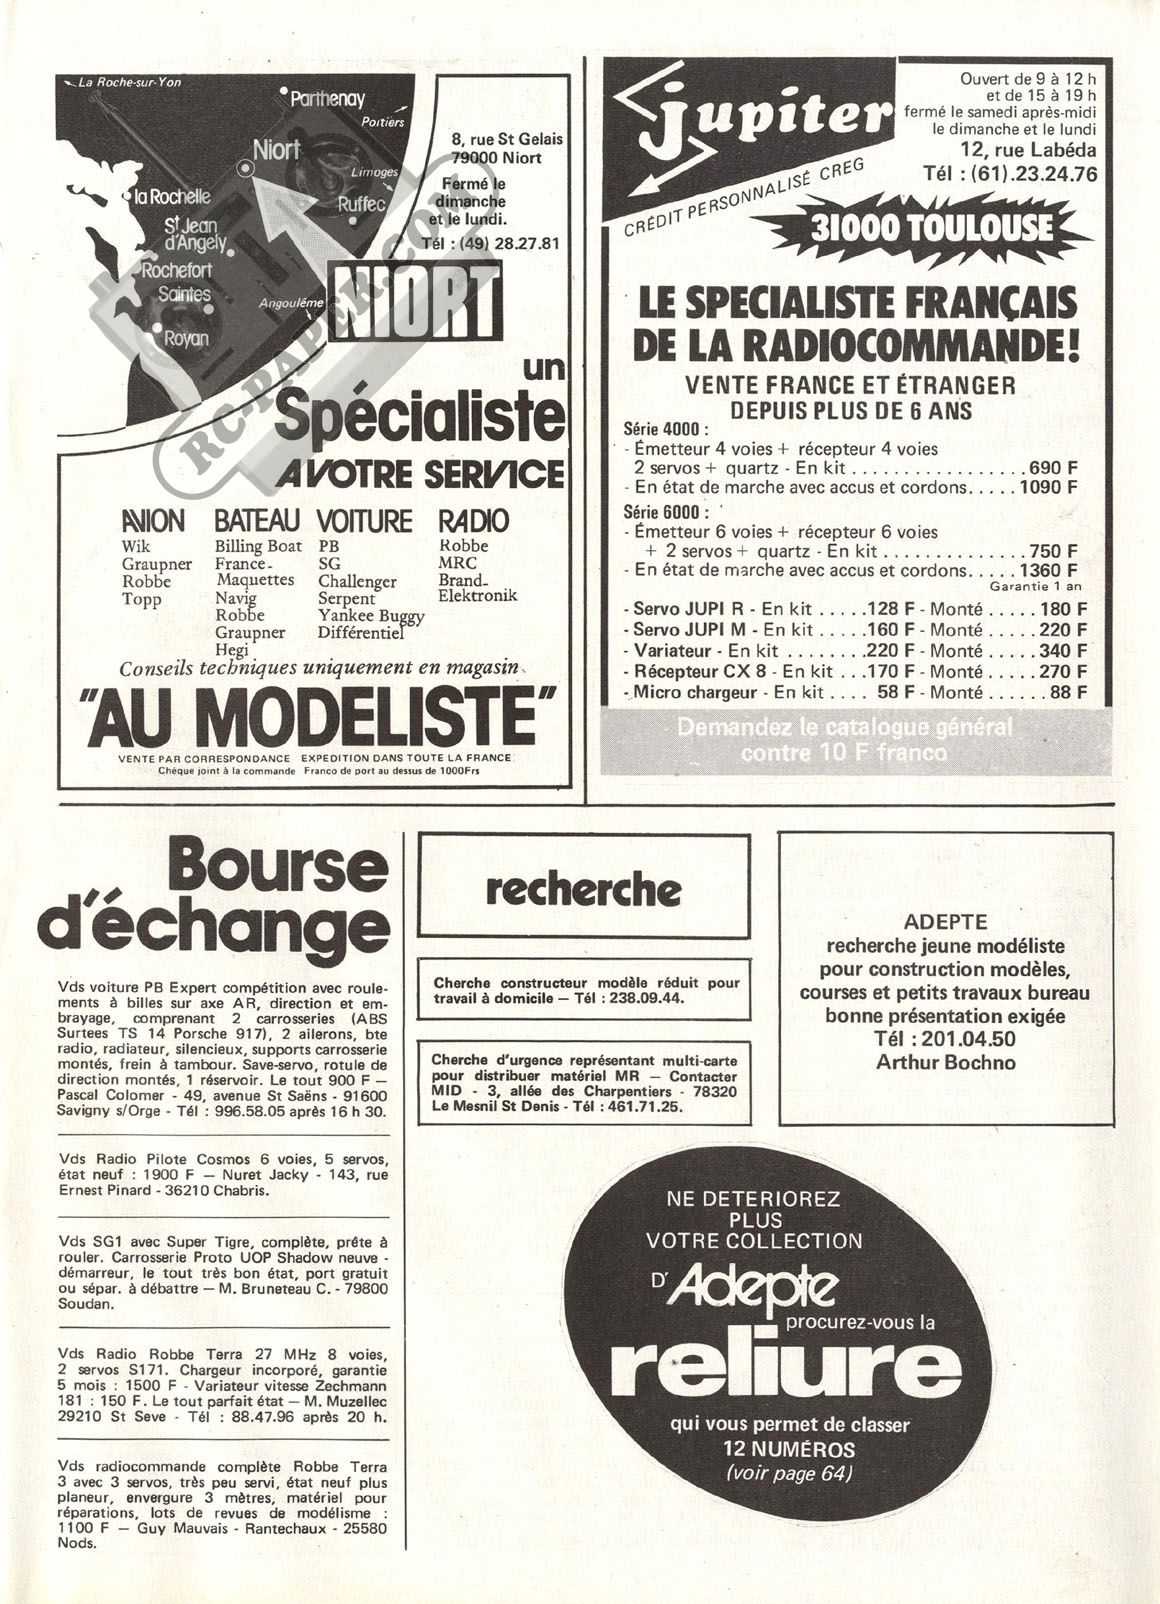 La Roche-sur-Yon
Parthenay
Poitiers
Niort
Limoges
la Rochelle
Ruffec
St Jean
d'Angely
Rochefort
Saintes
Angoulême
Royan
RC-PAPER.COM
8, rue St Gelais
79000 Niort
Fermé le
dimanche
et le lundi.
Tél : (49) 28.27.81
NIORT
un
Spécialiste
A VOTRE SERVICE
AVION
Wik
Graupner
Robbe
Topp
BATEAU
Billing Boat
France-
Maquettes
Navig
Robbe
Graupner
Hegi
VOITURE
PB
SG
Challenger
Serpent
Yankee Buggy
Différentiel
RADIO
Robbe
MRC
Brand-
Elektronik
Conseils techniques uniquement en magasin
"AU MODELISTE"
VENTE PAR CORRESPONDANCE EXPEDITION DANS TOUTE LA FRANCE
Chèque joint à la commande Franco de port au dessus de 1000Frs
jupiter
CRÉDIT PERSONNALISÉ CREG
Ouvert de 9 à 12 h
et de 15 à 19 h
fermé le samedi après-midi
le dimanche et le lundi
12, rue Labéda
Tél : (61).23.24.76
31000 TOULOUSE
LE SPECIALISTE FRANÇAIS
DE LA RADIOCOMMANDE!
VENTE FRANCE ET ÉTRANGER
DEPUIS PLUS DE 6 ANS
Série 4000 :
- Émetteur 4 voies + récepteur 4 voies
2 servos + quartz - En kit . . . . . . . . . . . . . . . . . 690 F
- En état de marche avec accus et cordons. . . . . 1090 F
Série 6000 :
- Émetteur 6 voies + récepteur 6 voies
+ 2 servos + quartz - En kit . . . . . . . . . . . . . . 750 F
- En état de marche avec accus et cordons. . . . . 1360 F
Garantie 1 an
- Servo JUPI R - En kit . . . . .128 F - Monté . . . . . 180 F
- Servo JUPI M - En kit . . . . .160 F - Monté . . . . . 220 F
- Variateur - En kit . . . . . . . .220 F - Monté . . . . . 340 F
- Récepteur CX 8 - En kit . . .170 F - Monté . . . . . 270 F
- Micro chargeur - En kit . . . . 58 F - Monté . . . . . . 88 F
Demandez le catalogue général
contre 10 F franco
Bourse
d'échange
Vds voiture PB Expert compétition avec roule-
ments à billes sur axe AR, direction et em-
brayage, comprenant 2 carrosseries (ABS
Surtees TS 14 Porsche 917), 2 ailerons, bte
radio, radiateur, silencieux, supports carrosserie
montés, frein à tambour. Save-servo, rotule de
direction montés, 1 réservoir. Le tout 900 F —
Pascal Colomer - 49, avenue St Saëns - 91600
Savigny s/Orge - Tél : 996.58.05 après 16 h 30.
Vds Radio Pilote Cosmos 6 voies, 5 servos,
état neuf : 1900 F — Nuret Jacky - 143, rue
Ernest Pinard - 36210 Chabris.
Vds SG1 avec Super Tigre, complète, prête à
rouler. Carrosserie Proto UOP Shadow neuve -
démarreur, le tout très bon état, port gratuit
ou sépar. à débattre — M. Bruneteau C. - 79800
Soudan.
Vds Radio Robbe Terra 27 MHz 8 voies,
2 servos S171. Chargeur incorporé, garantie
5 mois : 1500 F - Variateur vitesse Zechmann
181 : 150 F. Le tout parfait état — M. Muzellec
29210 St Seve - Tél : 88.47.96 après 20 h.
Vds radiocommande complète Robbe Terra
3 avec 3 servos, très peu servi, état neuf plus
planeur, envergure 3 mètres, matériel pour
réparations, lots de revues de modélisme :
1100 F — Guy Mauvais - Rantechaux - 25580
Nods.
recherche
Cherche constructeur modèle réduit pour
travail à domicile — Tél : 238.09.44.
Cherche d'urgence représentant multi-carte
pour distribuer matériel MR — Contacter
MID - 3, allée des Charpentiers - 78320
Le Mesnil St Denis - Tél : 461.71.25.
ADEPTE
recherche jeune modéliste
pour construction modèles,
courses et petits travaux bureau
bonne présentation exigée
Tél : 201.04.50
Arthur Bochno
NE DETERIOREZ
PLUS
VOTRE COLLECTION
D'Adepte
procurez-vous la
reliure
qui vous permet de classer
12 NUMÉROS
(voir page 64)